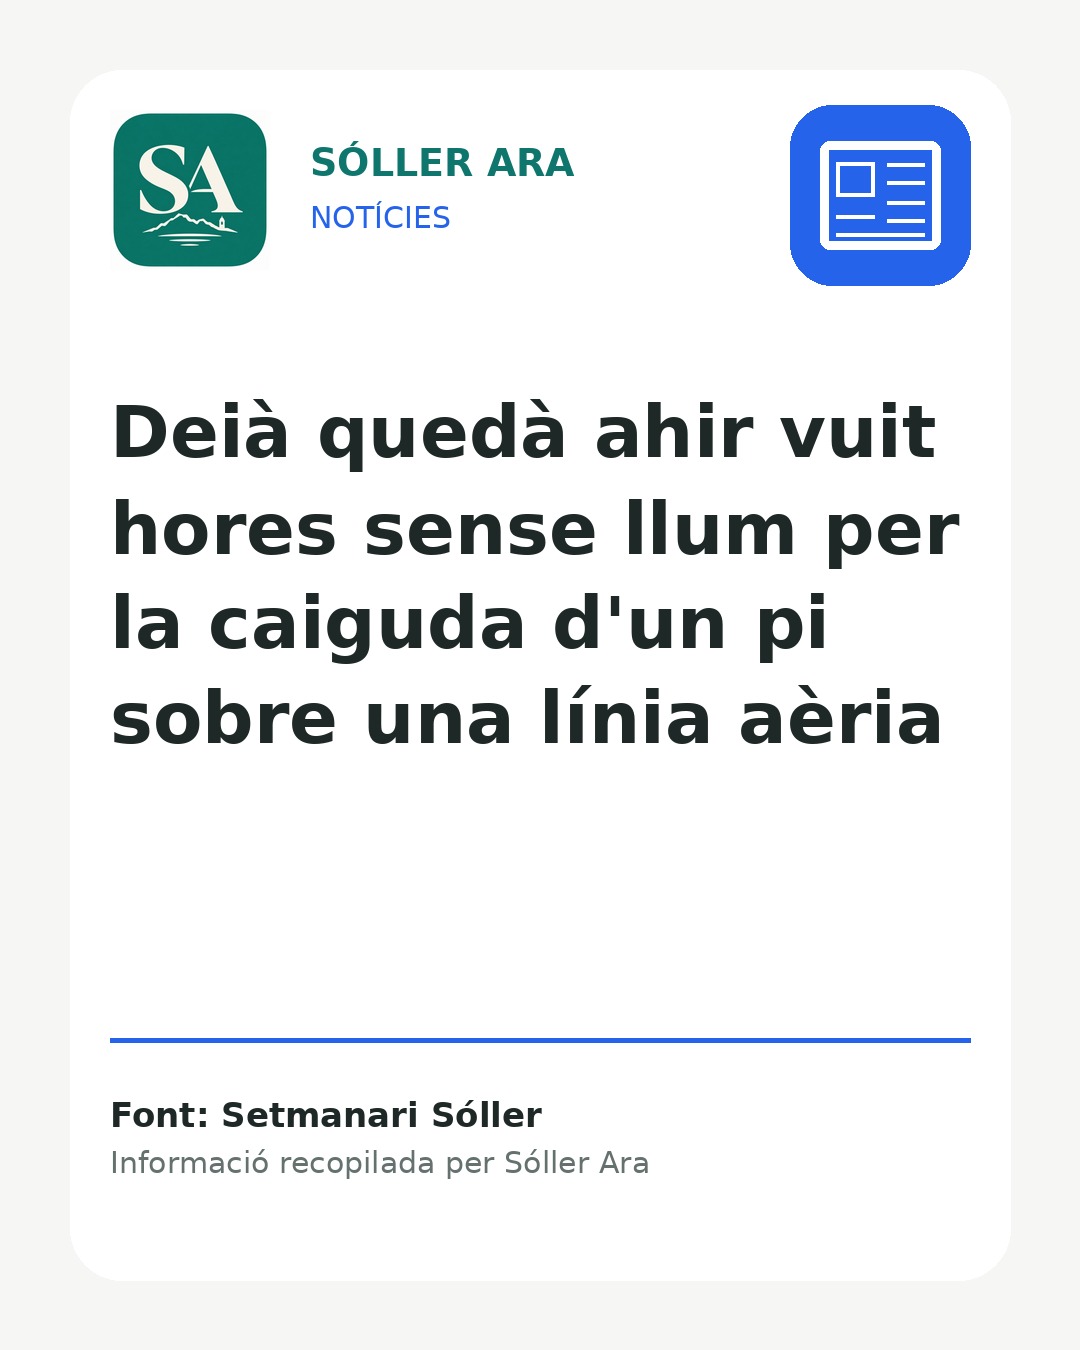 SA
SÓLLER ARA
NOTÍCIES
Deià quedà ahir vuit
hores sense llum per
la caiguda d'un pi
sobre una línia aèria
Font: Setmanari Sóller
Informació recopilada per Sóller Ara